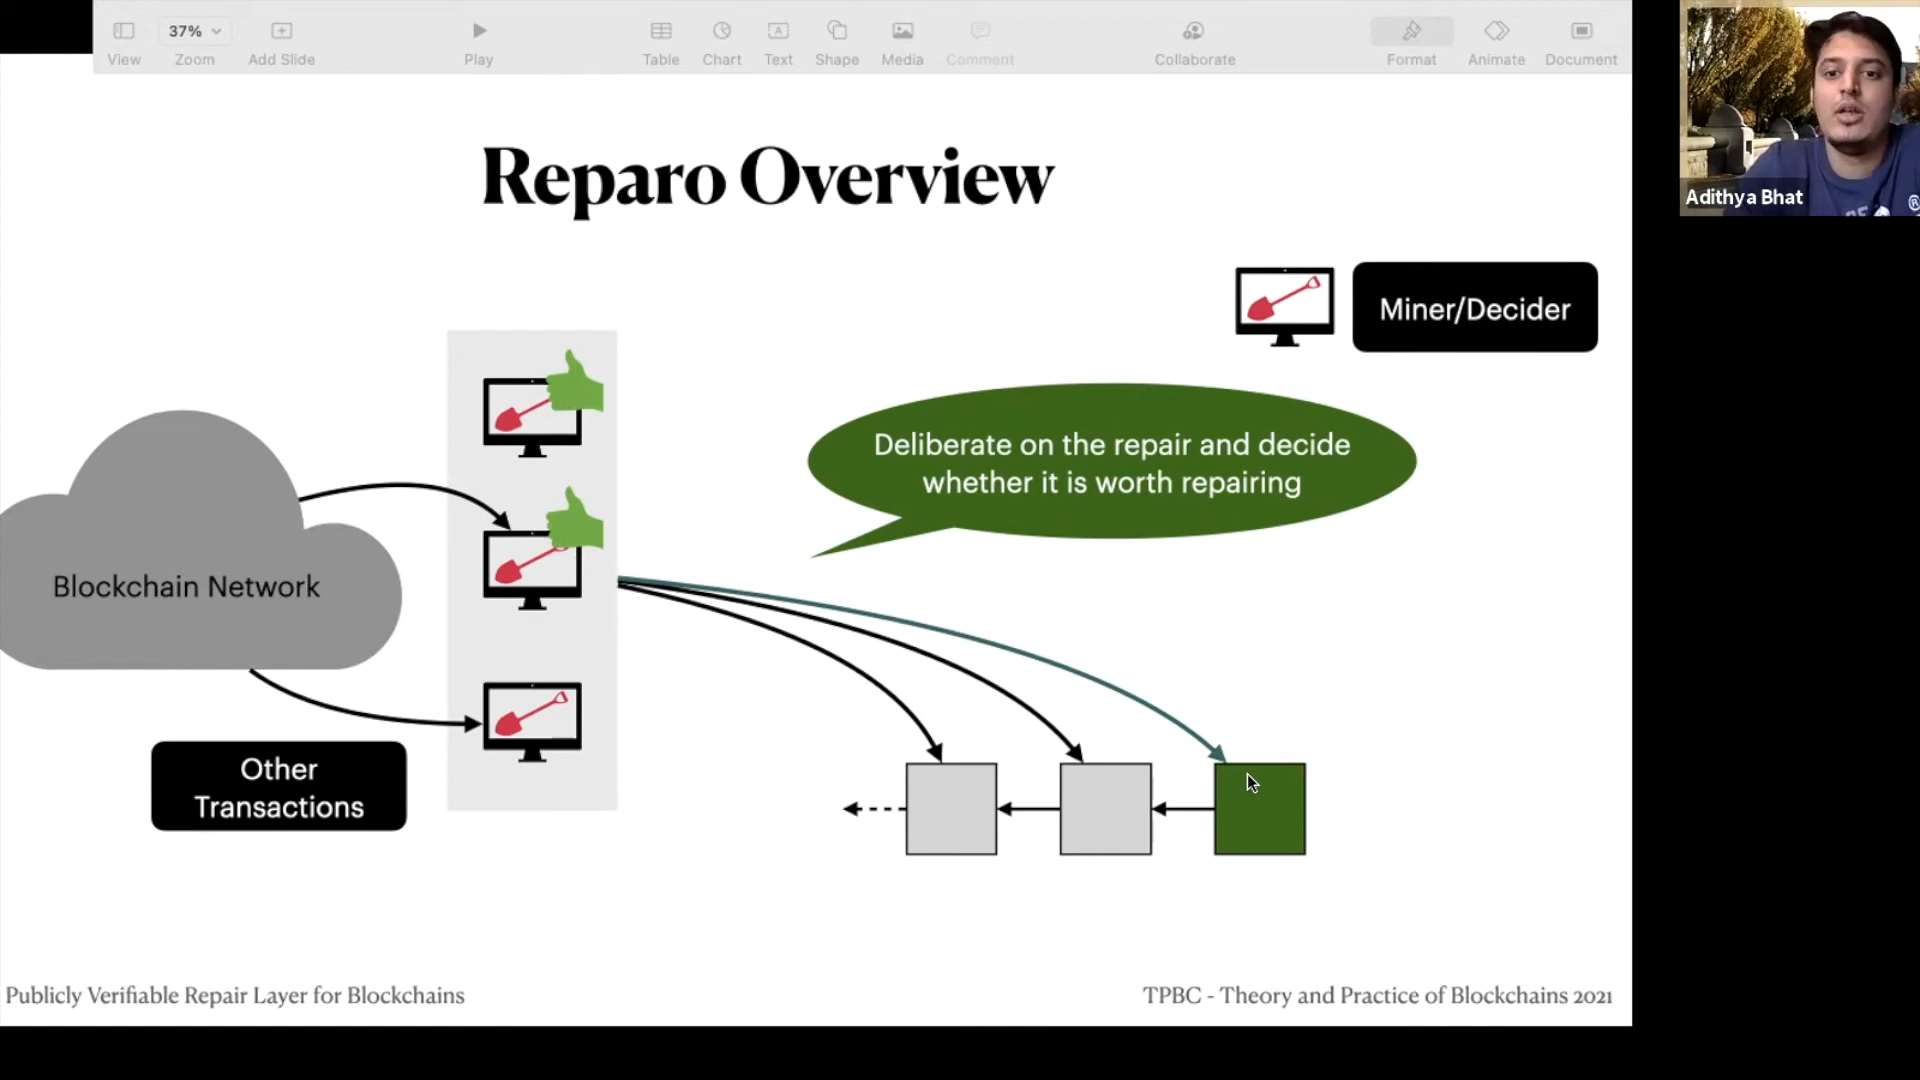 37%
View
Zoom
Add Slide
Play
Table
Chart
Text
Shape
Media
Comment
Collaborate
Format
Animate
Document
Adithya Bhat
Reparo Overview
Miner/Decider
Deliberate on the repair and decide
whether it is worth repairing
Blockchain Network
Other
Transactions
Publicly Verifiable Repair Layer for Blockchains
TPBC - Theory and Practice of Blockchains 2021